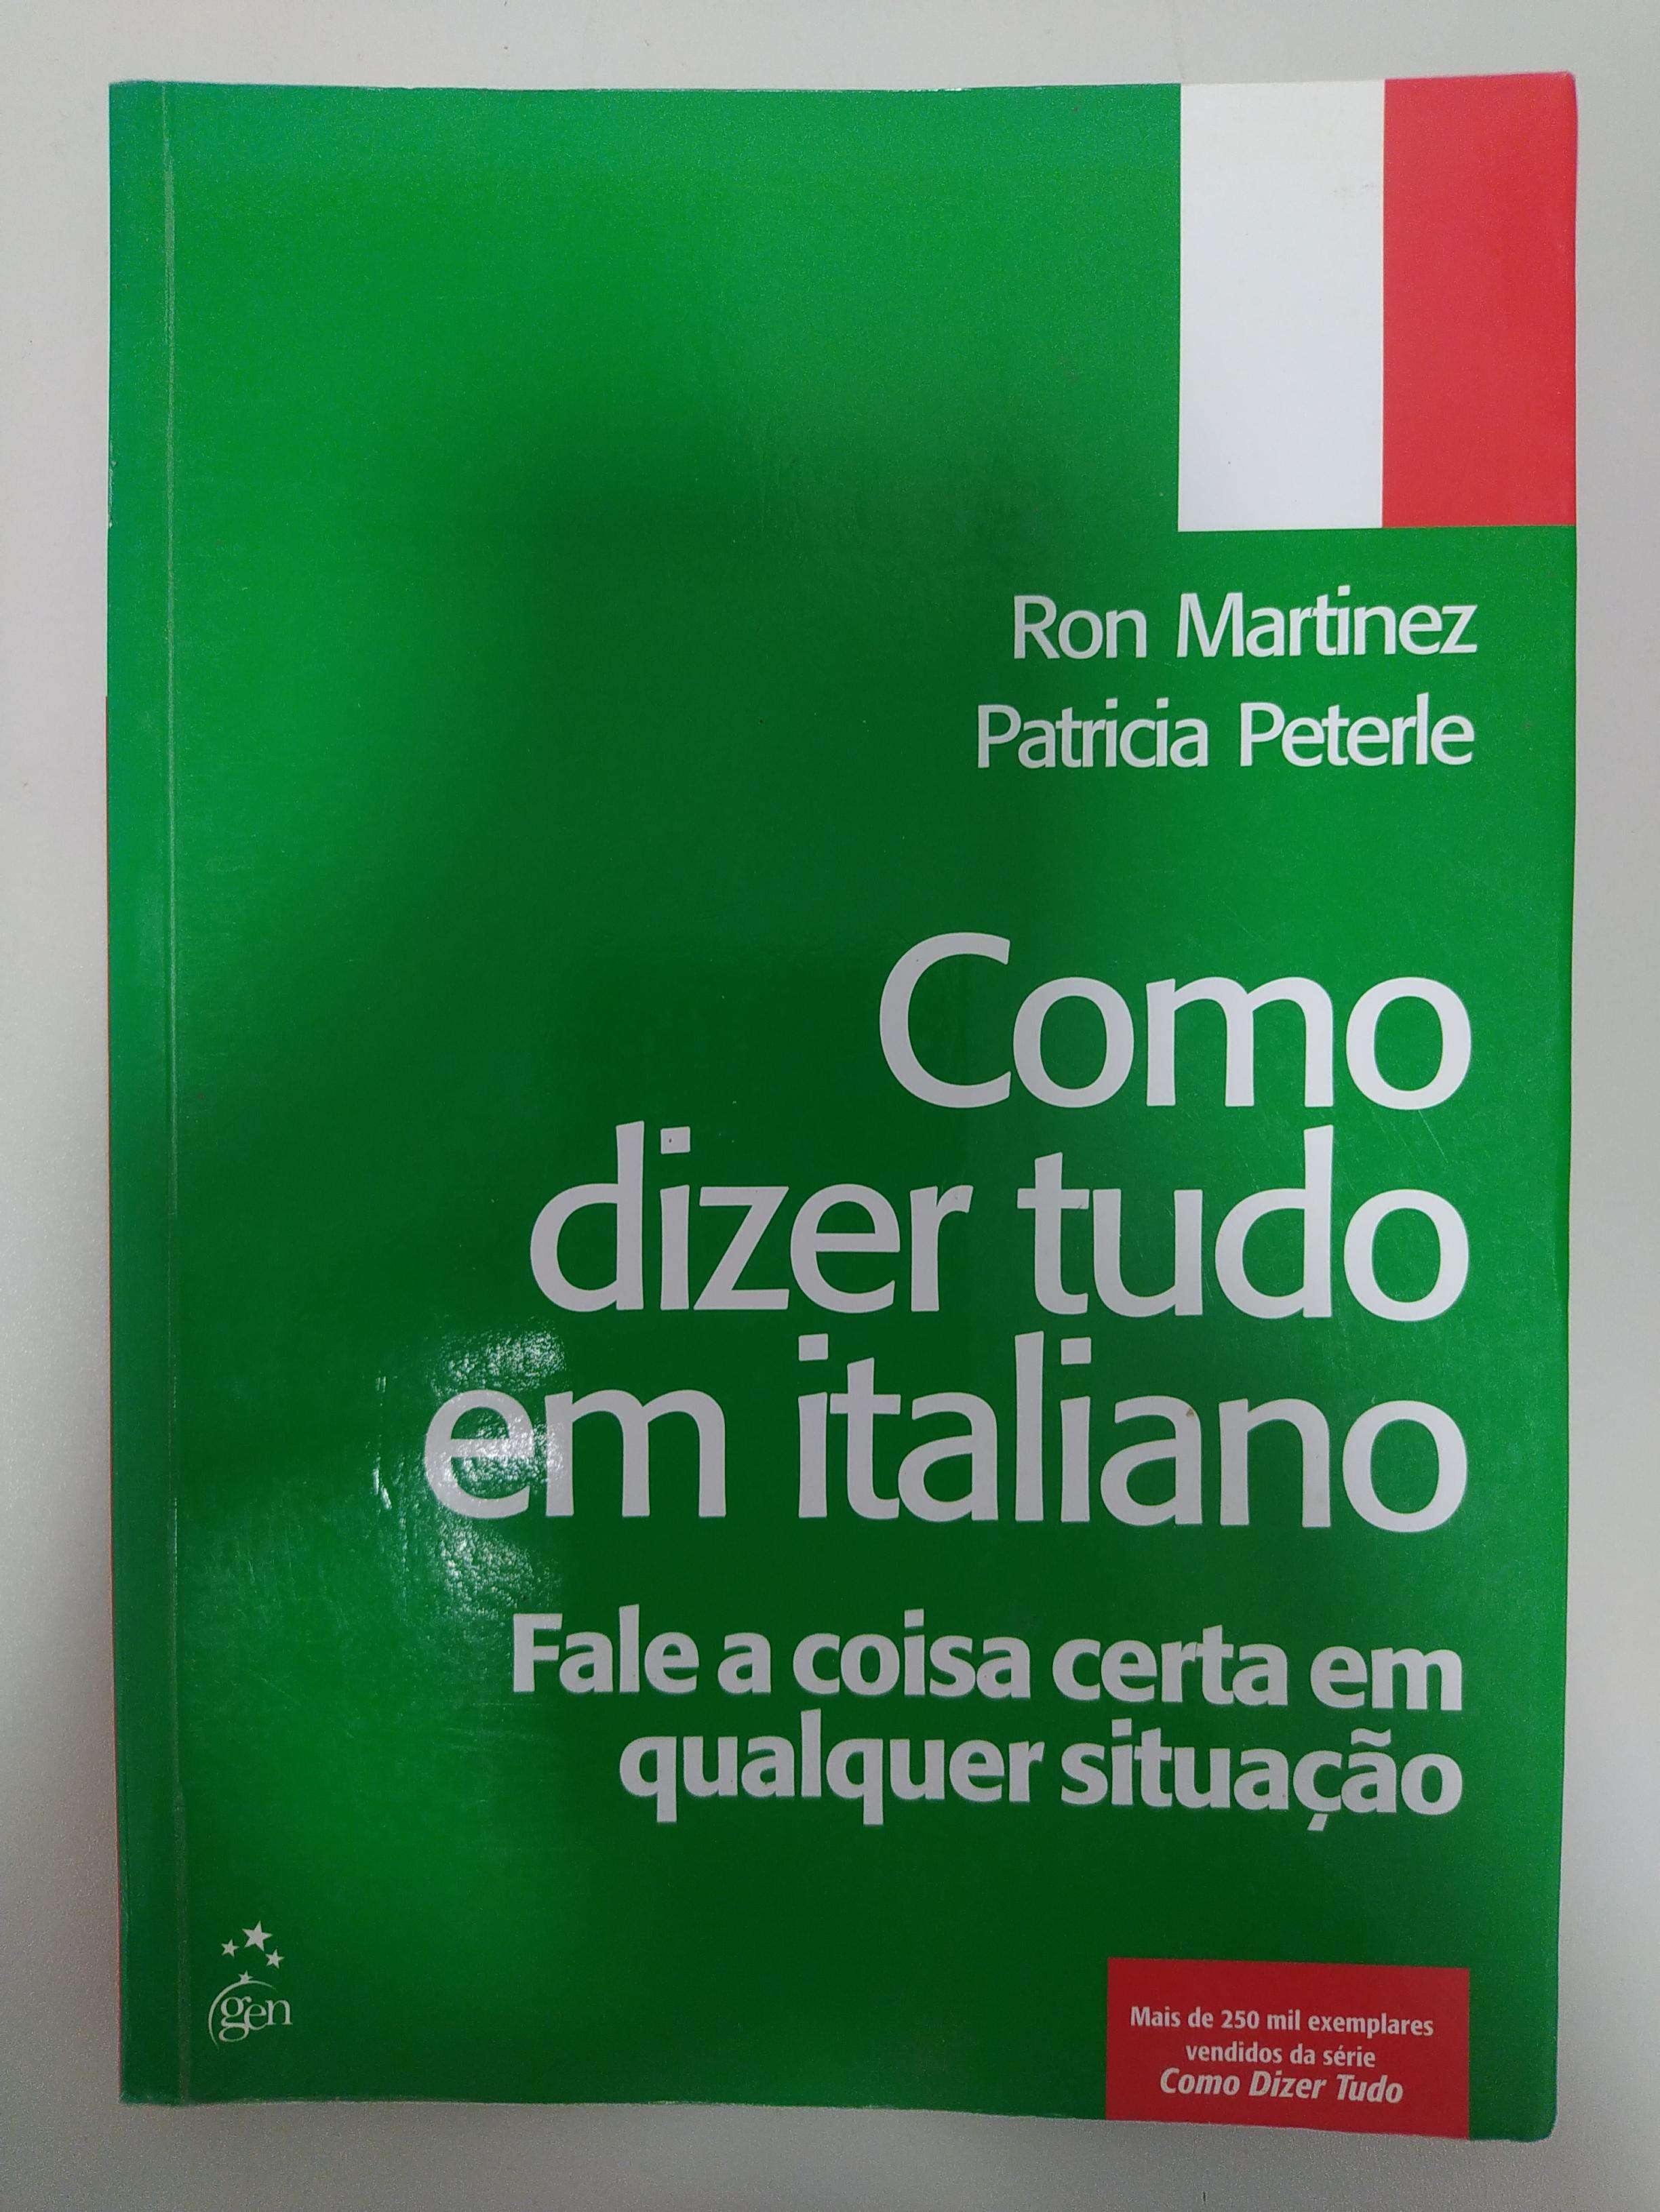 Ron Martinez
Patricia Peterle
Como
dizer tudo
em italiano
Fale a coisa certa em
qualquer situação
gen
Mais de 250 mil exemplares
vendidos da série
Como Dizer Tudo